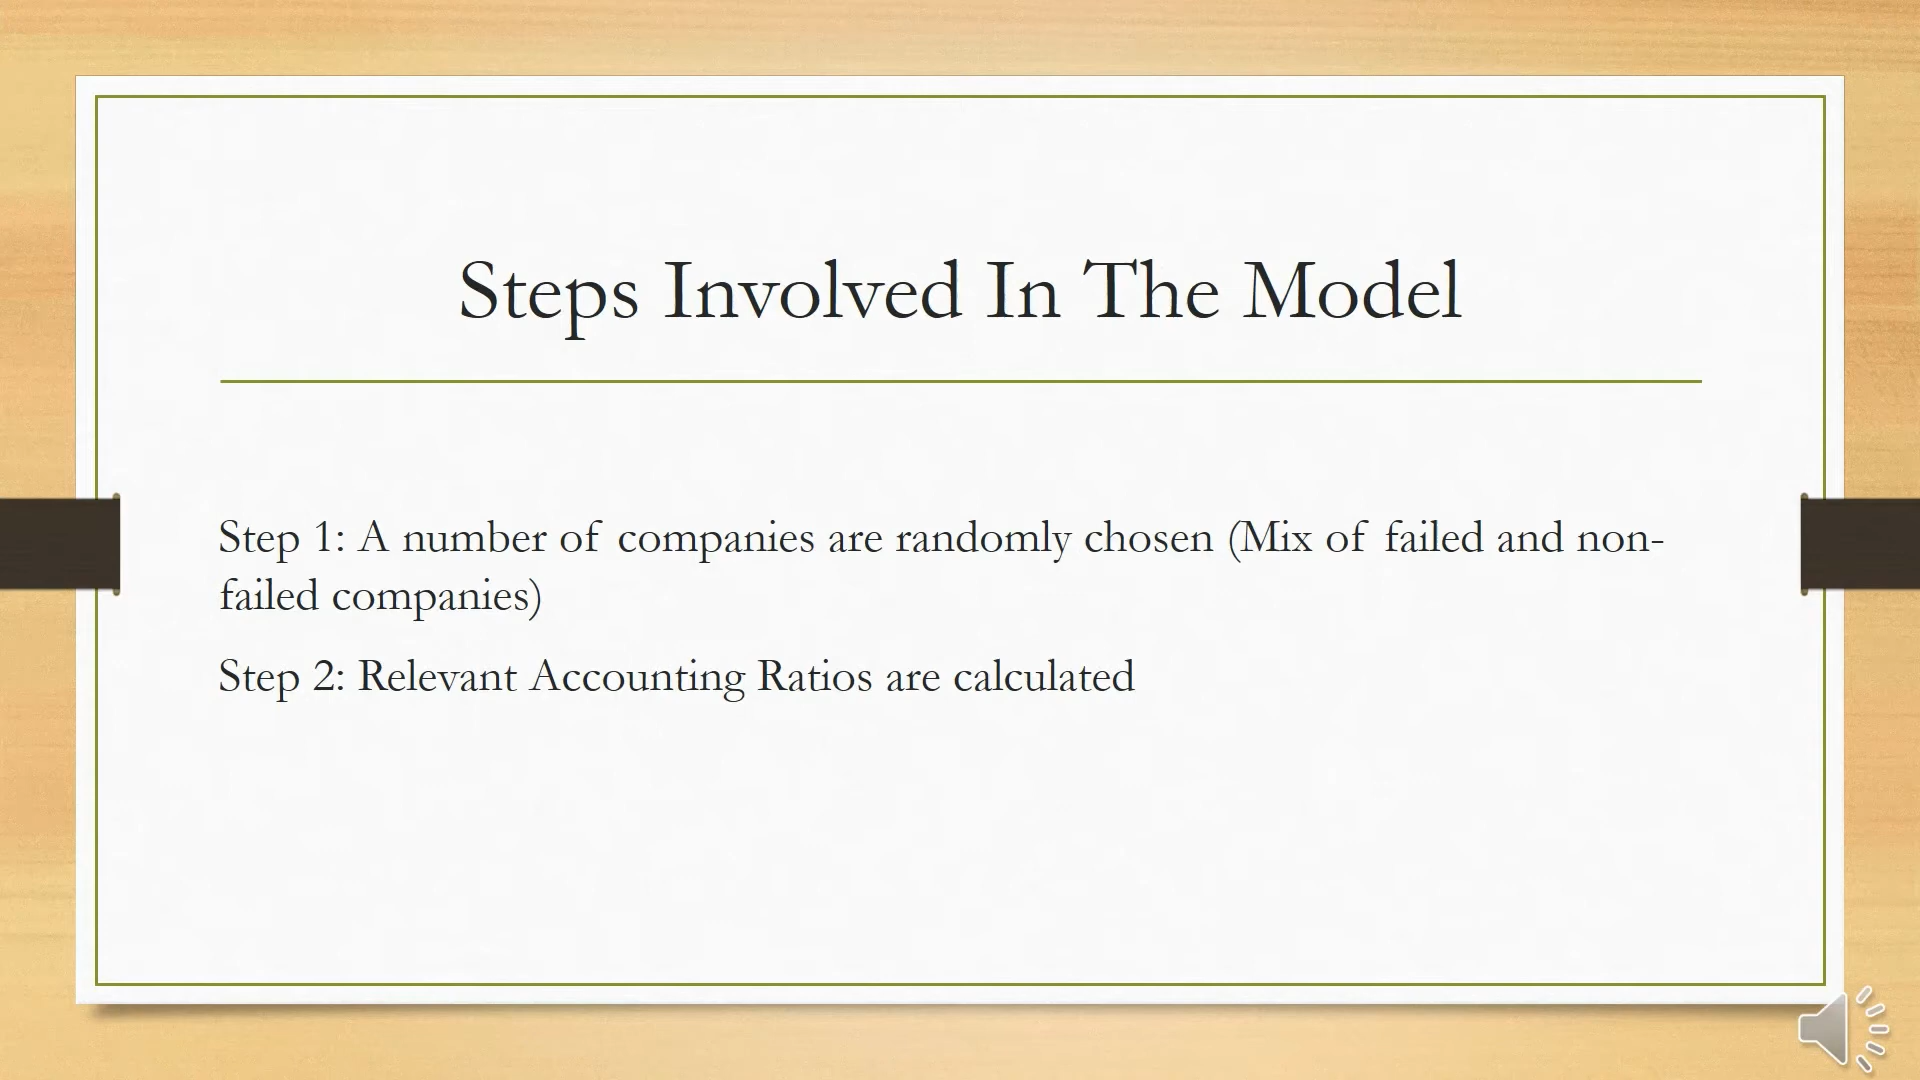 Steps Involved In The Model
Step 1: A number of companies are randomly chosen (Mix of failed and non-
failed companies)
Step 2: Relevant Accounting Ratios are calculated